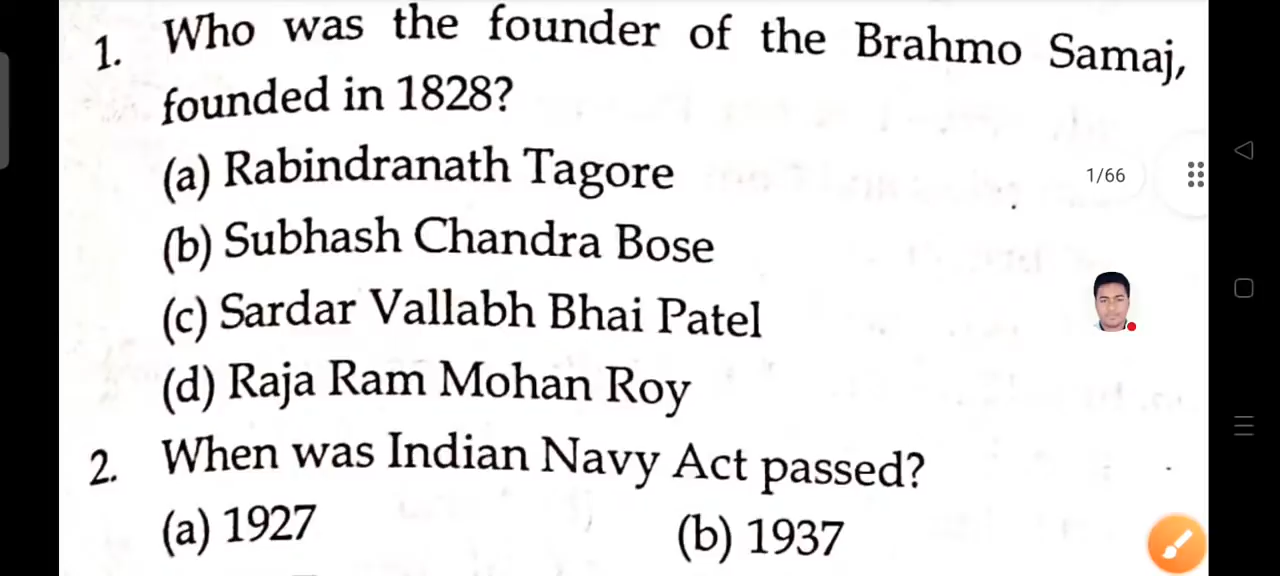 1. Who was the founder of the Brahmo Samaj,
founded in 1828?
(a) Rabindranath Tagore
1/66
(b) Subhash Chandra Bose
(c) Sardar Vallabh Bhai Patel
(d) Raja Ram Mohan Roy
2. When was Indian Navy Act passed?
(a) 1927 (b) 1937